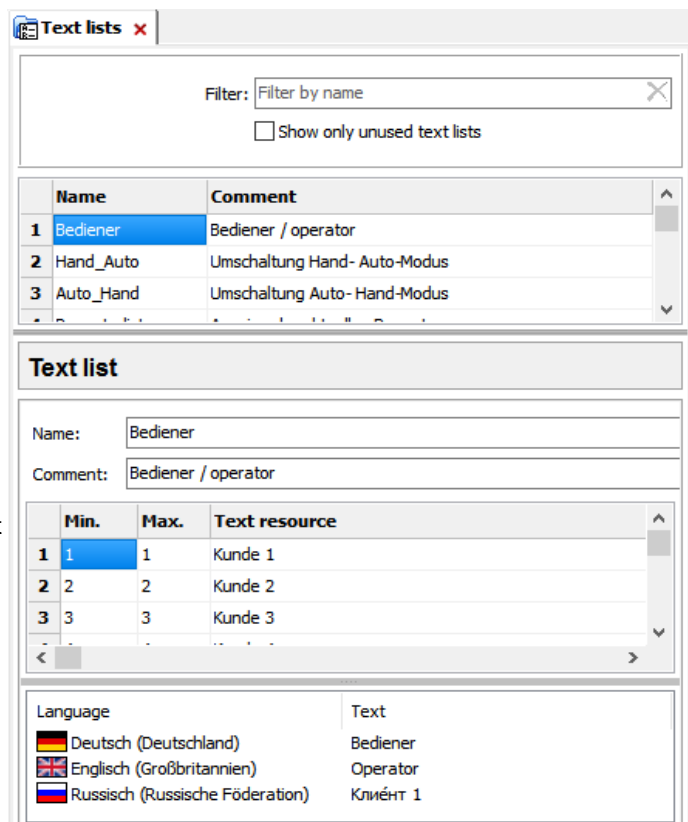 Text lists
Filter: Filter by name
Show only unused text lists
Name Comment
1 Bediener Bediener / operator
2 Hand_Auto Umschaltung Hand- Auto-Modus
3 Auto_Hand Umschaltung Auto- Hand-Modus
Text list
Name: Bediener
Comment: Bediener / operator
Min. Max. Text resource
1 1 1 Kunde 1
2 2 2 Kunde 2
3 3 3 Kunde 3
Language Text
Deutsch (Deutschland) Bediener
Englisch (Großbritannien) Operator
Russisch (Russische Föderation) Клие́нт 1